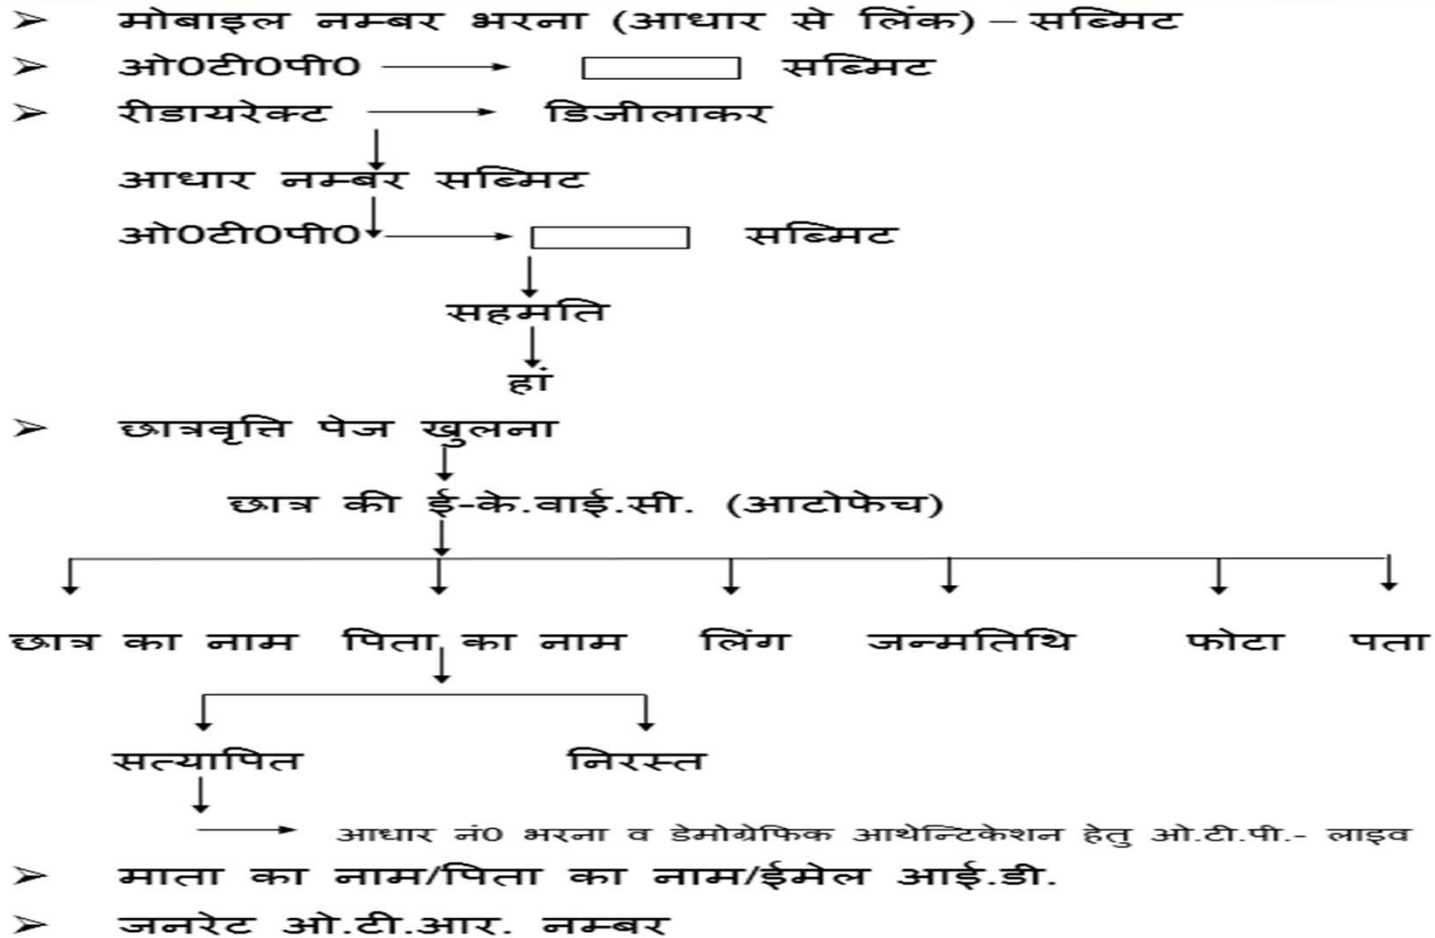 ➢ मोबाइल नम्बर भरना (आधार से लिंक) – सब्मिट
➢ ओ0टी0पी0 सब्मिट
➢ रीडायरेक्ट डिजीलाकर
आधार नम्बर सब्मिट
ओ0टी0पी0 सब्मिट
सहमति
हां
➢ छात्रवृत्ति पेज खुलना
छात्र की ई-के.वाई.सी. (आटोफेच)
छात्र का नाम पिता का नाम लिंग जन्मतिथि फोटा पता
सत्यापित निरस्त
आधार नं0 भरना व डेमोग्रेफिक आथेन्टिकेशन हेतु ओ.टी.पी.- लाइव
➢ माता का नाम/पिता का नाम/ईमेल आई.डी.
➢ जनरेट ओ.टी.आर. नम्बर